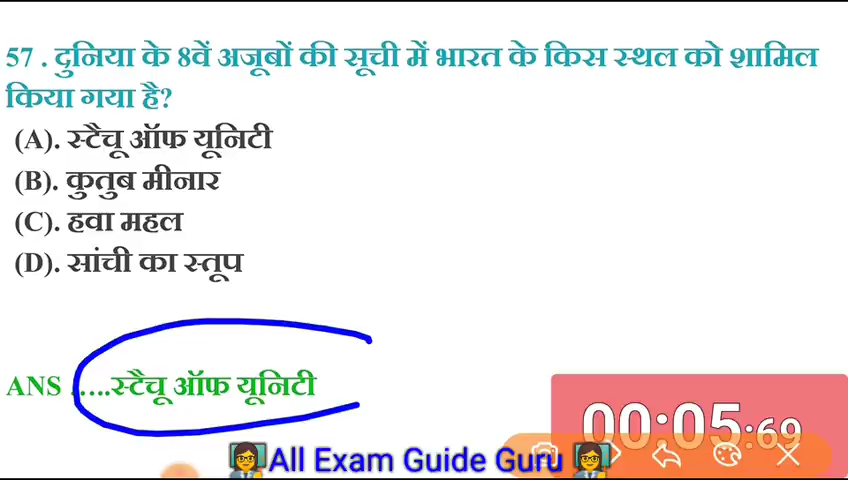 57 . दुनिया के 8वें अजूबों की सूची में भारत के किस स्थल को शामिल
किया गया है?
(A). स्टैचू ऑफ यूनिटी
(B). कुतुब मीनार
(C). हवा महल
(D). सांची का स्तूप
ANS .....स्टैचू ऑफ यूनिटी
00:05:69
All Exam Guide Guru